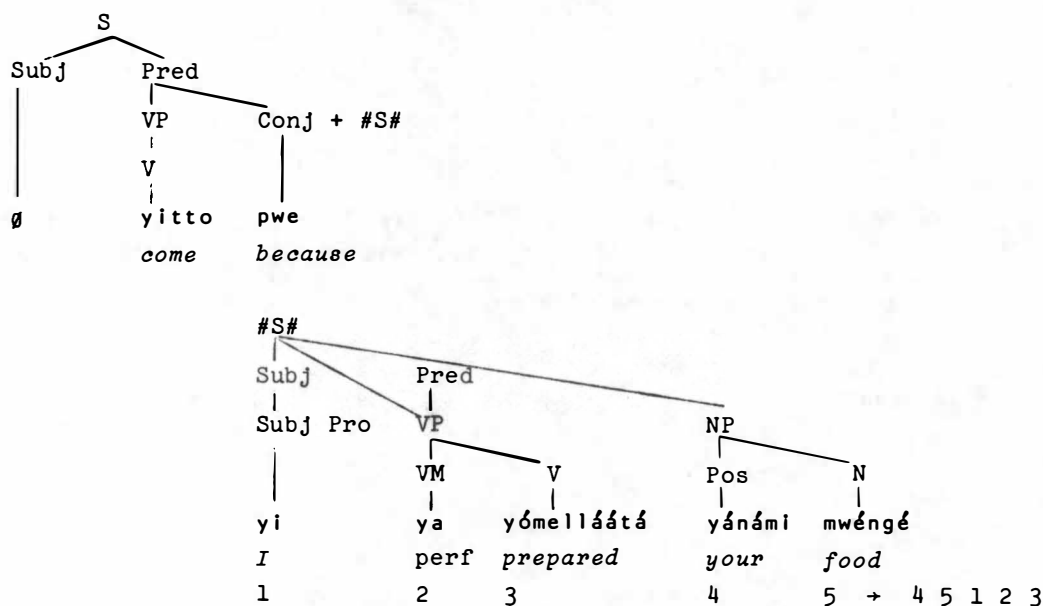 S
Subj Pred
VP Conj + #S#
V
ø yitto pwe
come because
#S#
Subj Pred
Subj Pro VP NP
VM V Pos N
yi ya yómelláátá yánámi mwéngé
I perf prepared your food
1 2 3 4 5 → 4 5 1 2 3